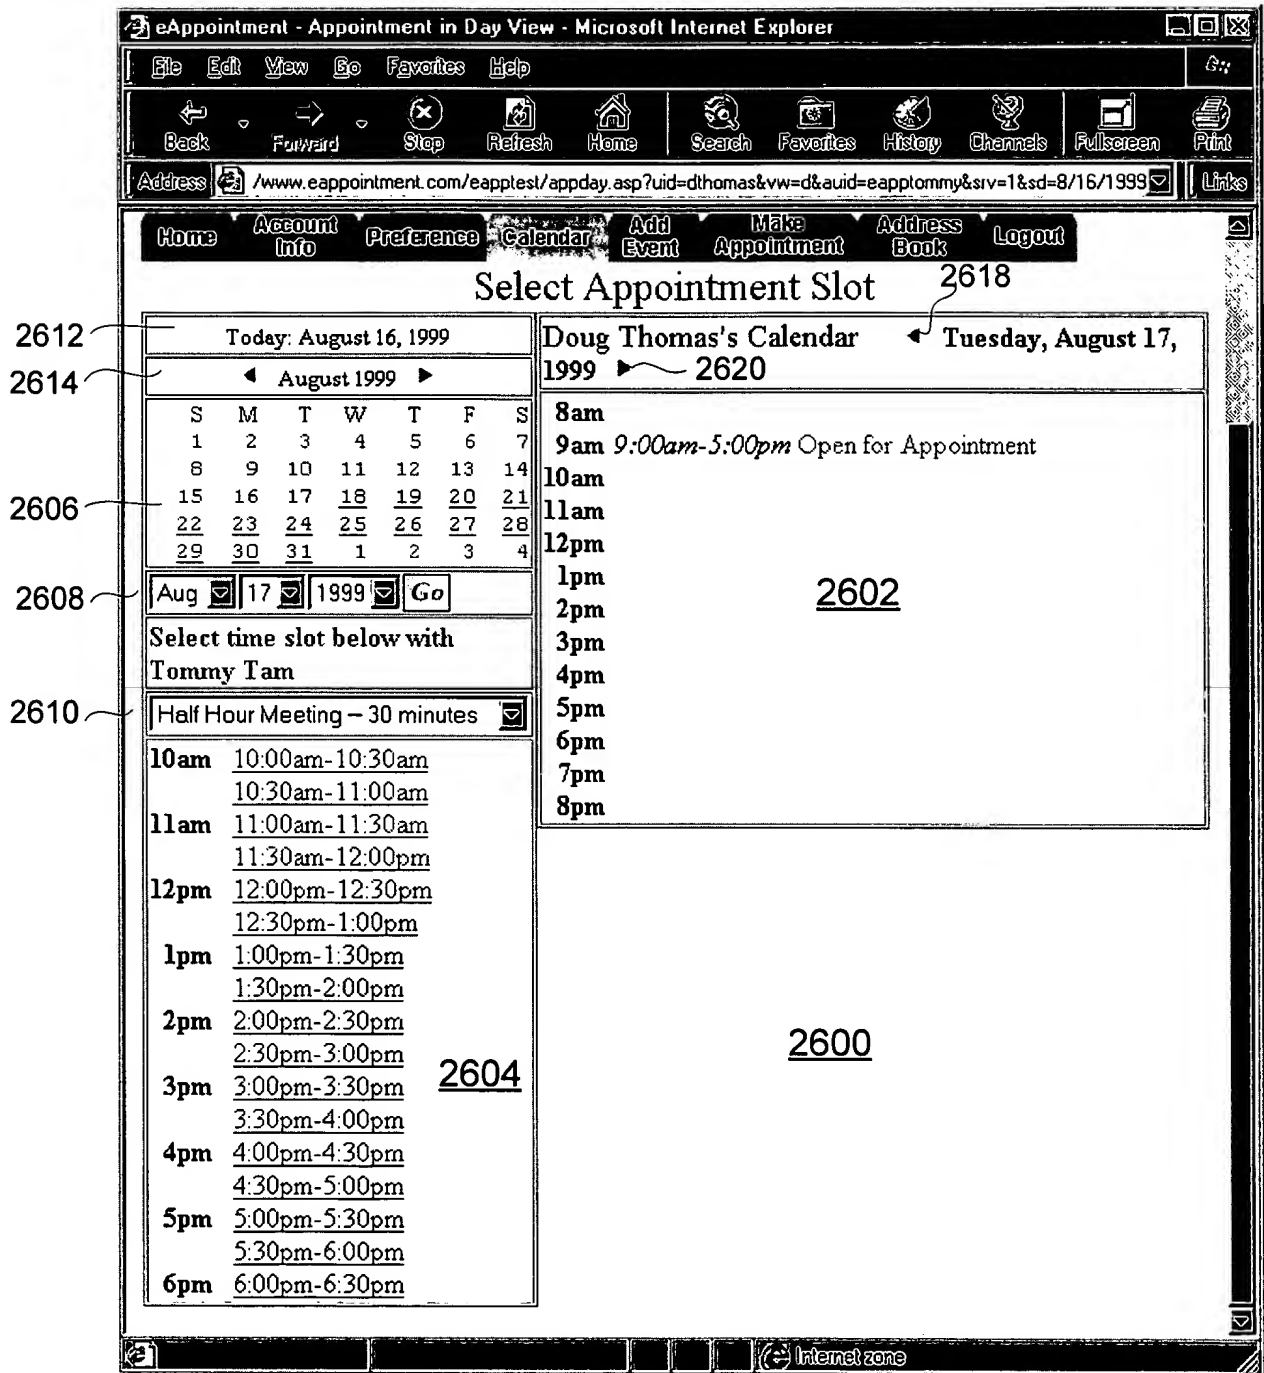 eAppointment - Appointment in Day View - Microsoft Internet Explorer
File Edit View Go Favorites Help
Back Forward Stop Refresh Home Search Favorites History Channels Fullscreen Print
Address /www.eappointment.com/eapptest/appday.asp?uid=dthomas&vw=d&auid=eapptommy&srv=1&sd=8/16/1999 Links
Home Account Info Preference Calendar Add Event Make Appointment Address Book Logout
Select Appointment Slot
2618
2612
Today: August 16, 1999
Doug Thomas's Calendar ◄ Tuesday, August 17,
1999 ► 2620
2614
◄ August 1999 ►
S M T W T F S
1 2 3 4 5 6 7
8 9 10 11 12 13 14
15 16 17 18 19 20 21
22 23 24 25 26 27 28
29 30 31 1 2 3 4
2606
2608
Aug 17 1999 Go
Select time slot below with
Tommy Tam
2610
Half Hour Meeting – 30 minutes
10am 10:00am-10:30am
10:30am-11:00am
11am 11:00am-11:30am
11:30am-12:00pm
12pm 12:00pm-12:30pm
12:30pm-1:00pm
1pm 1:00pm-1:30pm
1:30pm-2:00pm
2pm 2:00pm-2:30pm
2:30pm-3:00pm
3pm 3:00pm-3:30pm
3:30pm-4:00pm
4pm 4:00pm-4:30pm
4:30pm-5:00pm
5pm 5:00pm-5:30pm
5:30pm-6:00pm
6pm 6:00pm-6:30pm
2604
8am
9am 9:00am-5:00pm Open for Appointment
10am
11am
12pm
1pm
2pm
3pm
4pm
5pm
6pm
7pm
8pm
2602
2600
Internet zone